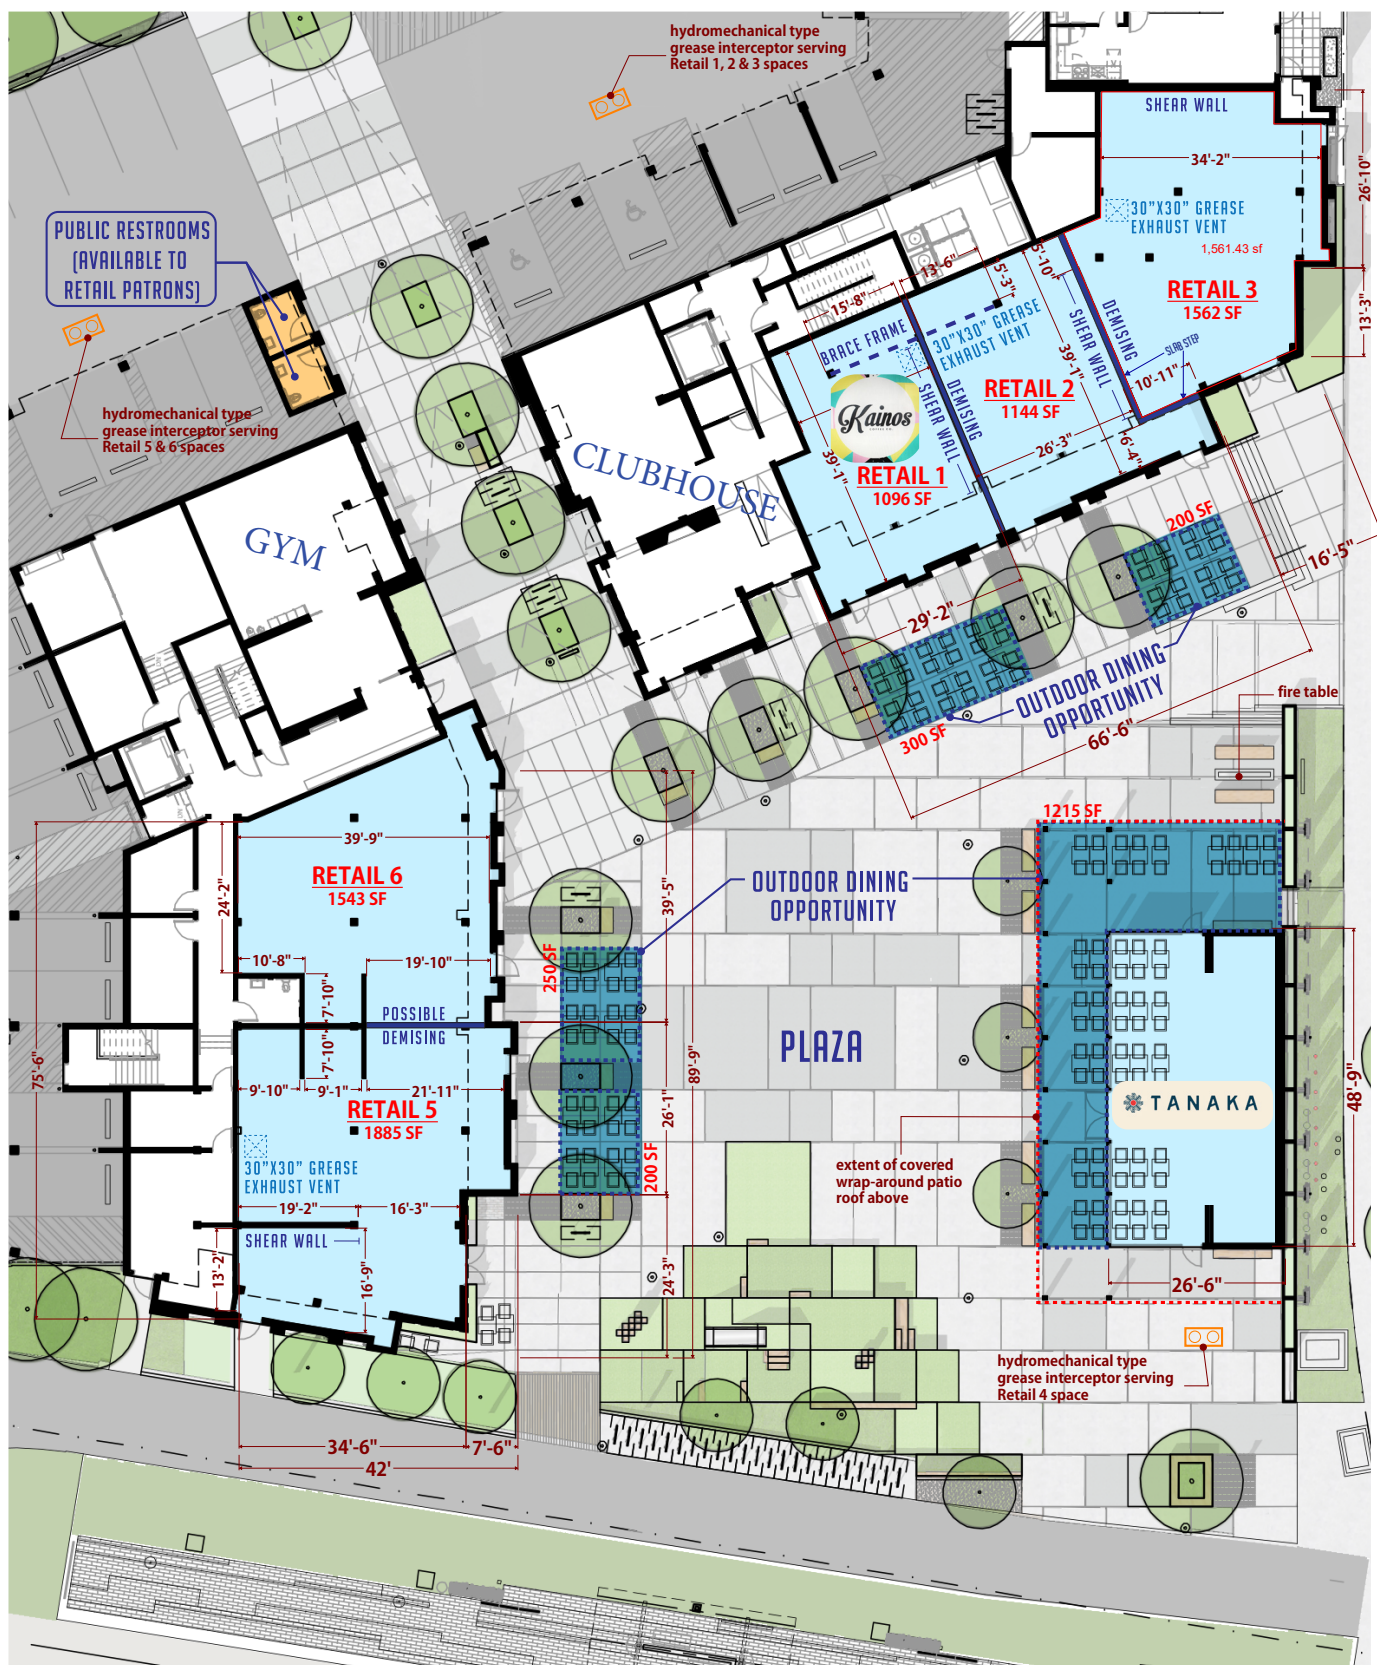 hydromechanical type
grease interceptor serving
Retail 1, 2 & 3 spaces
SHEAR WALL
34'-2"
26'-10"
30"X30" GREASE
EXHAUST VENT
1,561.43 sf
RETAIL 3
1562 SF
13'-3"
PUBLIC RESTROOMS
(AVAILABLE TO
RETAIL PATRONS)
hydromechanical type
grease interceptor serving
Retail 5 & 6 spaces
5'-10"
13'-6"
5'-3"
15'-8"
BRACE FRAME
30"X30" GREASE
EXHAUST VENT
39'-1"
SHEAR WALL
DEMISING
SLAB STEP
10'-11"
RETAIL 2
1144 SF
26'-3"
6'-4"
SHEAR WALL
DEMISING
Kainos
COFFEE CO.
RETAIL 1
1096 SF
39'-1"
CLUBHOUSE
GYM
200 SF
16'-5"
29'-2"
OUTDOOR DINING
OPPORTUNITY
300 SF
66'-6"
fire table
1215 SF
39'-9"
RETAIL 6
1543 SF
24'-2"
10'-8"
19'-10"
7'-10"
POSSIBLE
DEMISING
7'-10"
9'-10"
9'-1"
21'-11"
RETAIL 5
1885 SF
75'-6"
30"X30" GREASE
EXHAUST VENT
19'-2"
16'-3"
SHEAR WALL
13'-2"
16'-9"
34'-6"
7'-6"
42'
OUTDOOR DINING
OPPORTUNITY
250 SF
200 SF
39'-5"
89'-9"
26'-1"
24'-3"
PLAZA
TANAKA
48'-9"
extent of covered
wrap-around patio
roof above
26'-6"
hydromechanical type
grease interceptor serving
Retail 4 space